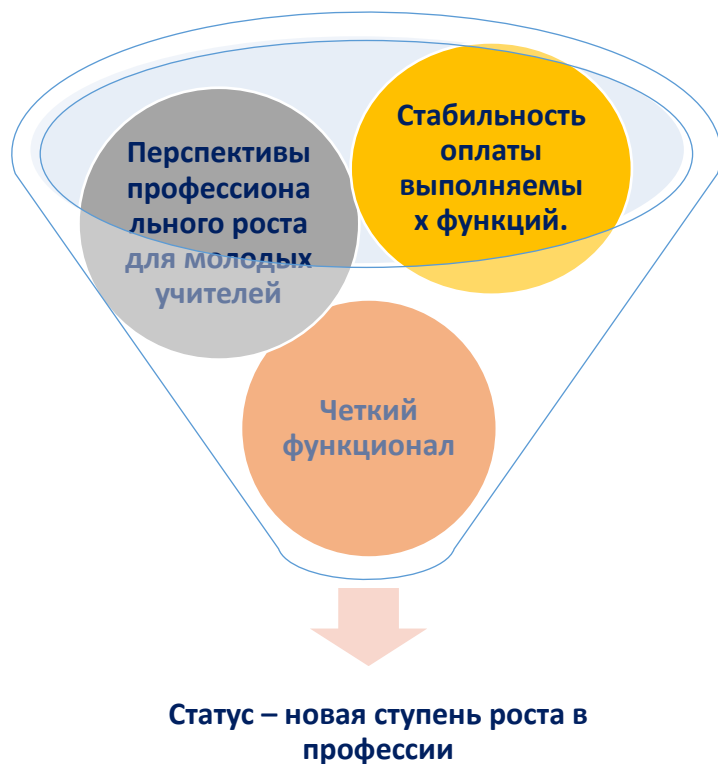 Перспективы
профессиона
льного роста
для молодых
учителей
Стабильность
оплаты
выполняемы
х функций.
Четкий
функционал
Статус – новая ступень роста в
профессии